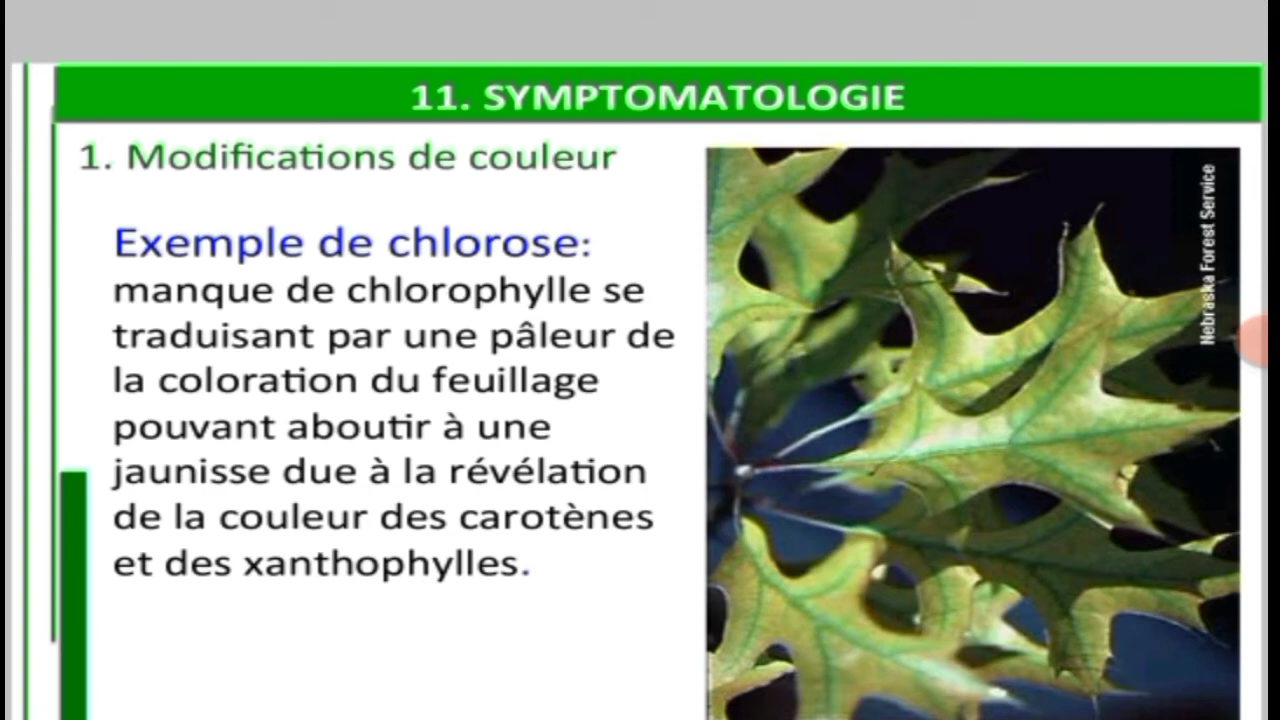 11. SYMPTOMATOLOGIE
1. Modifications de couleur
Exemple de chlorose:
manque de chlorophylle se
traduisant par une pâleur de
la coloration du feuillage
pouvant aboutir à une
jaunisse due à la révélation
de la couleur des carotènes
et des xanthophylles.
Nebraska Forest Service